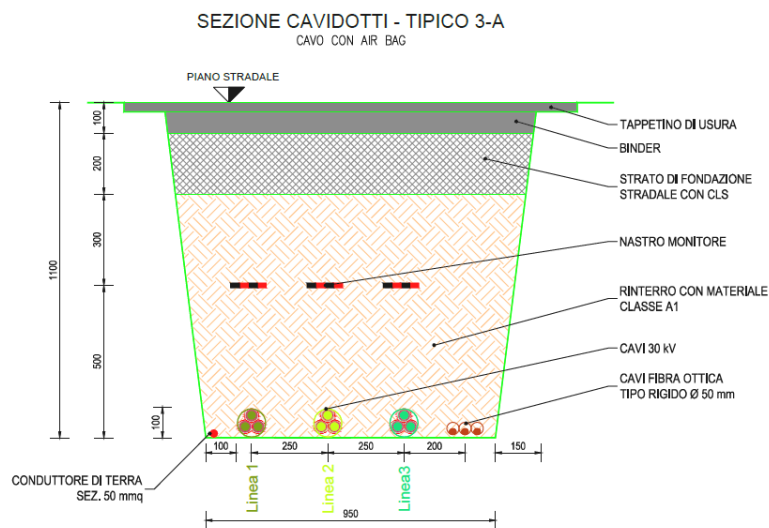 SEZIONE CAVIDOTTI - TIPICO 3-A
CAVO CON AIR BAG
PIANO STRADALE
100
200
300
500
1100
100
TAPPETINO DI USURA
BINDER
STRATO DI FONDAZIONE
STRADALE CON CLS
NASTRO MONITORE
RINTERRO CON MATERIALE
CLASSE A1
CAVI 30 kV
CAVI FIBRA OTTICA
TIPO RIGIDO Ø 50 mm
100
250
250
200
150
CONDUTTORE DI TERRA
SEZ. 50 mmq
Linea 1
Linea 2
Linea3
950